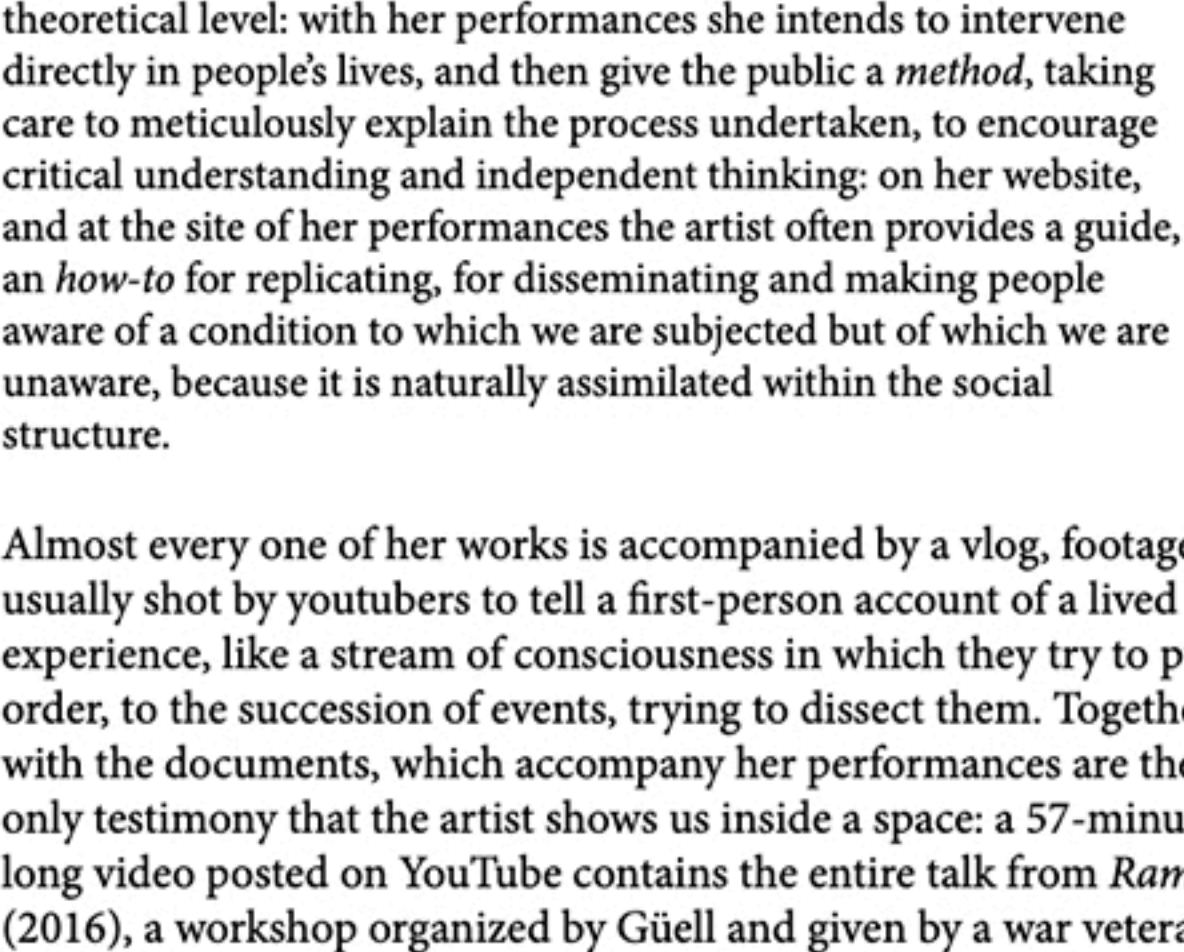 theoretical level: with her performances she intends to intervene
directly in people's lives, and then give the public a method, taking
care to meticulously explain the process undertaken, to encourage
critical understanding and independent thinking: on her website,
and at the site of her performances the artist often provides a guide,
an how-to for replicating, for disseminating and making people
aware of a condition to which we are subjected but of which we are
unaware, because it is naturally assimilated within the social
structure.
Almost every one of her works is accompanied by a vlog, footage
usually shot by youtubers to tell a first-person account of a lived
experience, like a stream of consciousness in which they try to
order, to the succession of events, trying to dissect them.
with the documents, which accompany her performances are
only testimony that the artist shows us inside a space: a
long video posted on YouTube contains the entire talk from
(2016), a workshop organized by Güell and given by a war